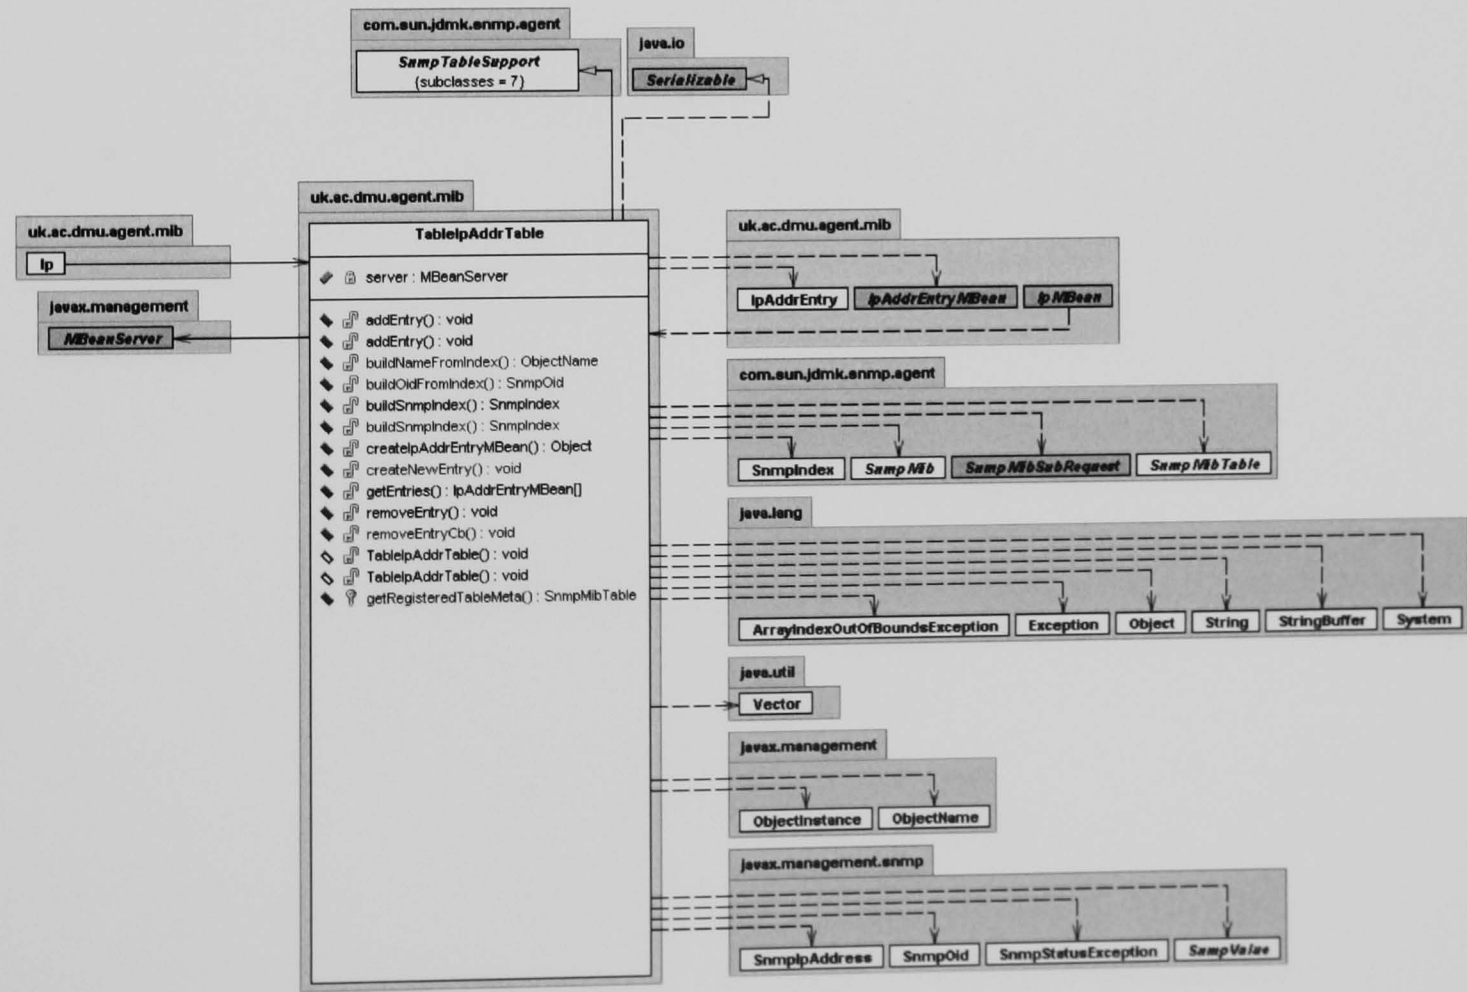 com.sun.jdmk.snmp.agent
SnmpTableSupport
(subclasses = 7)
java.io
Serializable
uk.ac.dmu.agent.mib
Ip
javax.management
MBeanServer
uk.ac.dmu.agent.mib
TableIpAddrTable
server : MBeanServer
addEntry() : void
addEntry() : void
buildNameFromIndex() : ObjectName
buildOidFromIndex() : SnmpOid
buildSnmpIndex() : SnmpIndex
buildSnmpIndex() : SnmpIndex
createIpAddrEntryMBean() : Object
createNewEntry() : void
getEntries() : IpAddrEntryMBean[]
removeEntry() : void
removeEntryCb() : void
TableIpAddrTable() : void
TableIpAddrTable() : void
getRegisteredTableMeta() : SnmpMibTable
uk.ac.dmu.agent.mib
IpAddrEntry IpAddrEntryMBean IpMBean
com.sun.jdmk.snmp.agent
SnmpIndex SnmpMib SnmpMibSubRequest SnmpMibTable
java.lang
ArrayIndexOutOfBoundsException Exception Object String StringBuffer System
java.util
Vector
javax.management
ObjectInstance ObjectName
javax.management.snmp
SnmpIpAddress SnmpOid SnmpStatusException SnmpValue